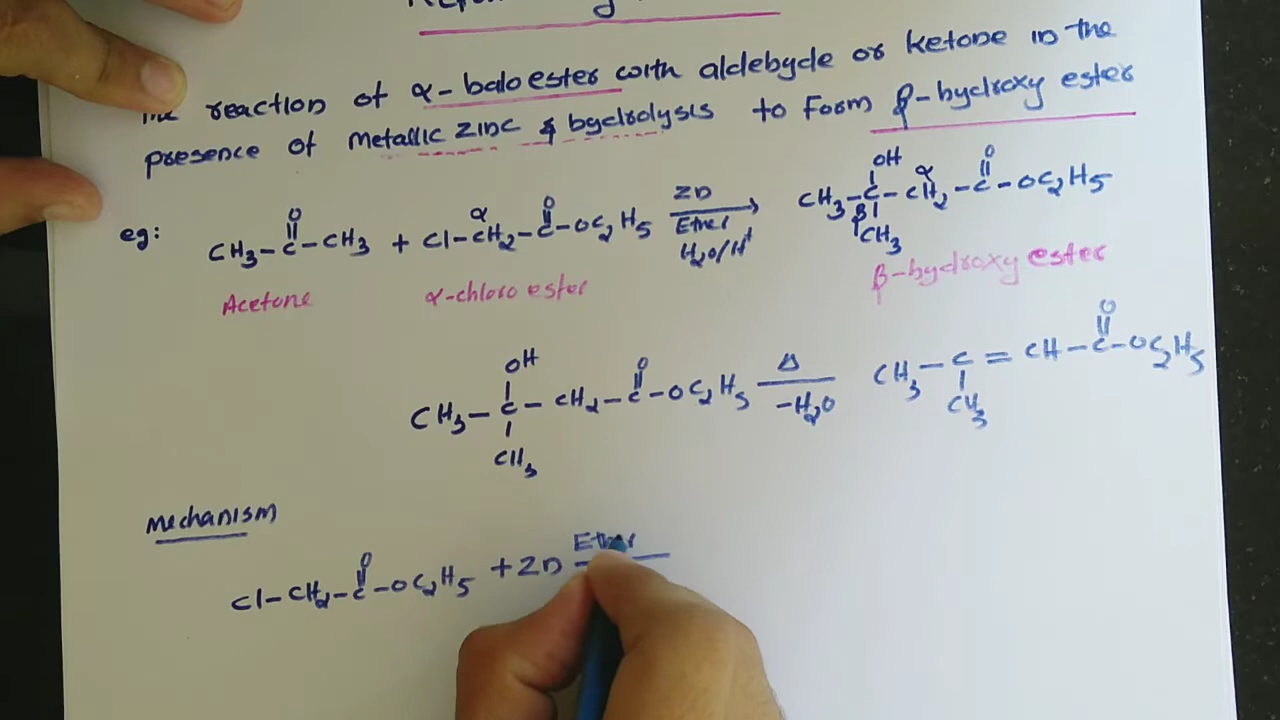 The reaction of α-halo ester with aldehyde or ketone in the
presence of metallic zinc & hydrolysis to form β-hydroxy ester
eg: CH3-C(=O)-CH3 + Cl-CH2(α)-C(=O)-OC2H5 Zn Ether H2O/H+ → CH3-C(OH)(CH3)(β)-CH2(α)-C(=O)-OC2H5
Acetone α-chloro ester β-hydroxy ester
CH3-C(OH)(CH3)-CH2-C(=O)-OC2H5 Δ -H2O CH3-C(CH3)=CH-C(=O)-OC2H5
Mechanism
Cl-CH2-C(=O)-OC2H5 + Zn Ether